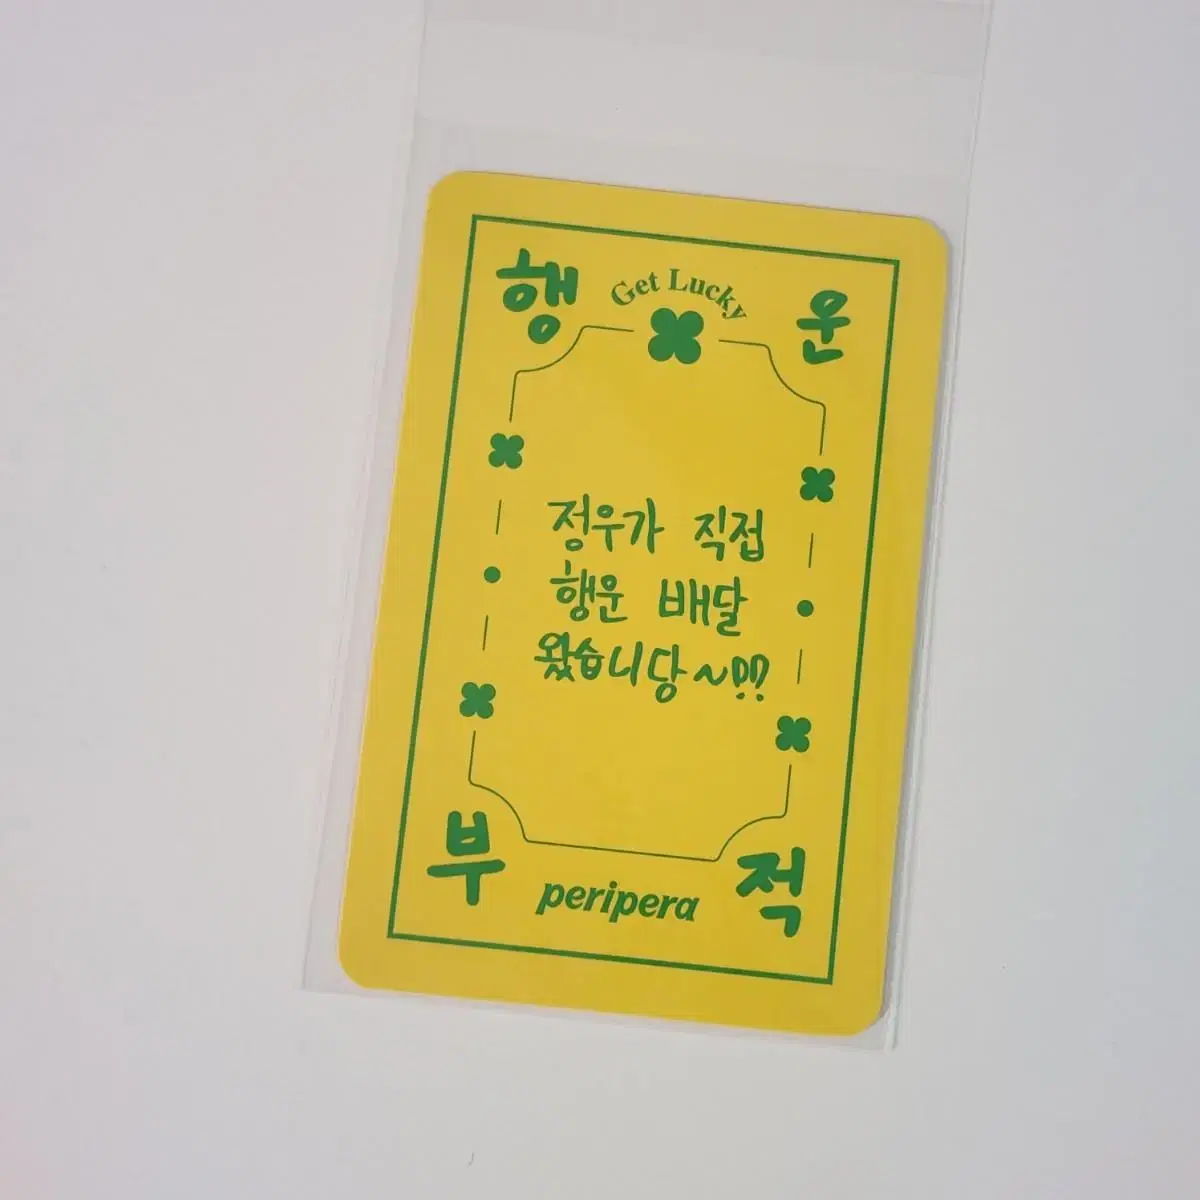 행 Get Lucky 운
정우가 직접
행운 배달
왔습니당~!!
부 peripera 적